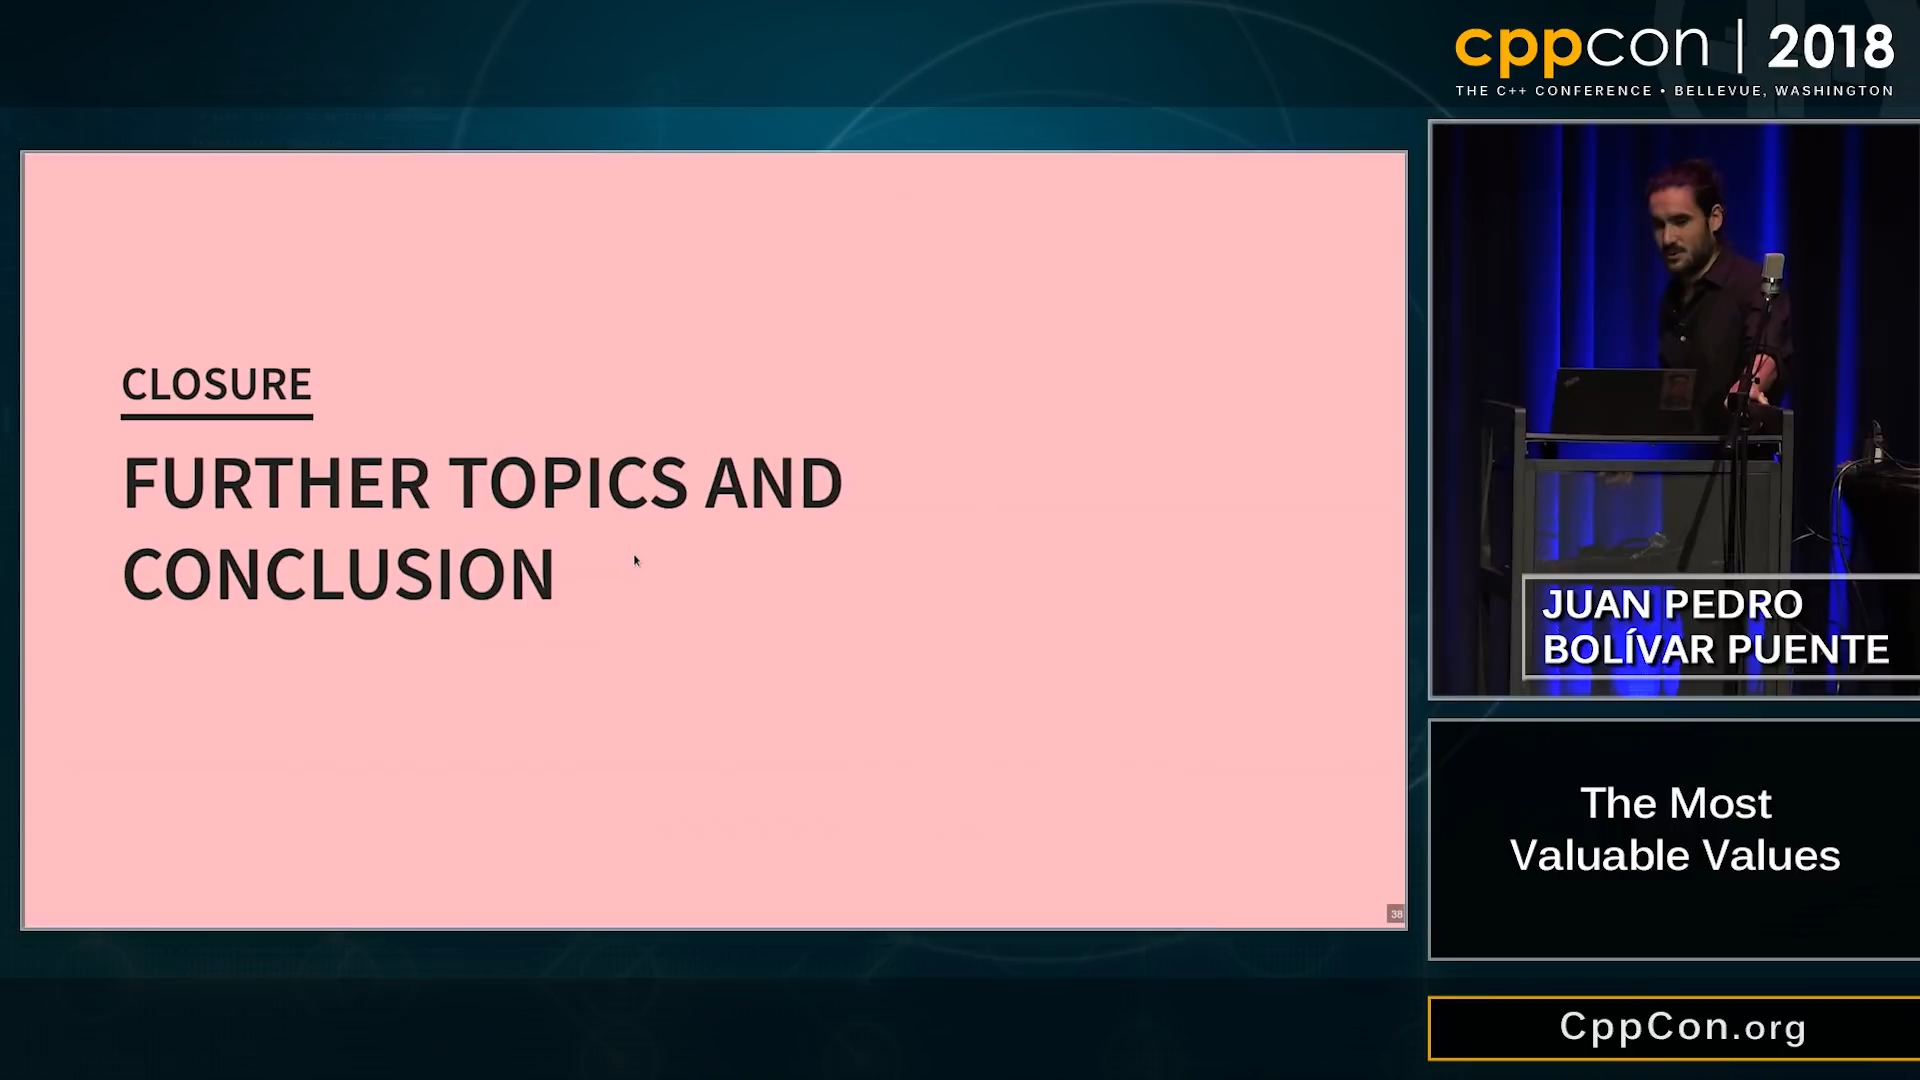 cppcon | 2018
THE C++ CONFERENCE • BELLEVUE, WASHINGTON
CLOSURE
FURTHER TOPICS AND
CONCLUSION
38
JUAN PEDRO
BOLÍVAR PUENTE
The Most
Valuable Values
CppCon.org